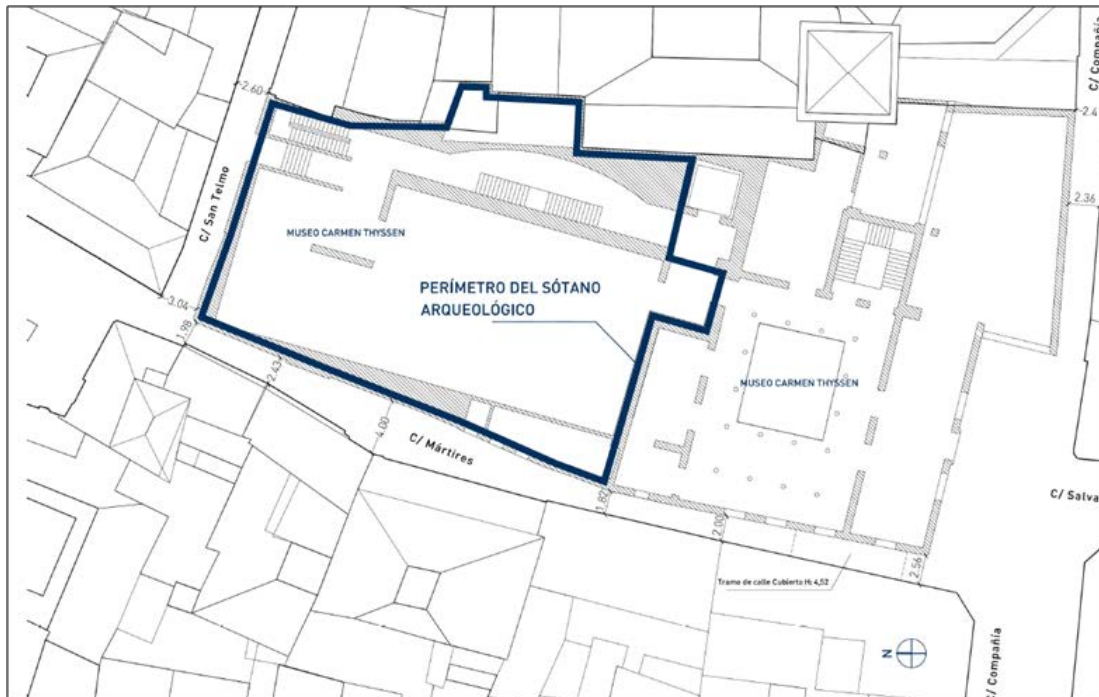 C/ Compañía
2.60
2.4
C/ San Telmo
2.36
MUSEO CARMEN THYSSEN
PERÍMETRO DEL SÓTANO
ARQUEOLÓGICO
3.04
1.98
2.43
MUSEO CARMEN THYSSEN
4.00
C/ Mártires
1.82
2.00
C/ Salva
2.56
Tramo de calle Cubierta H: 4,52
N
C/ Compañía